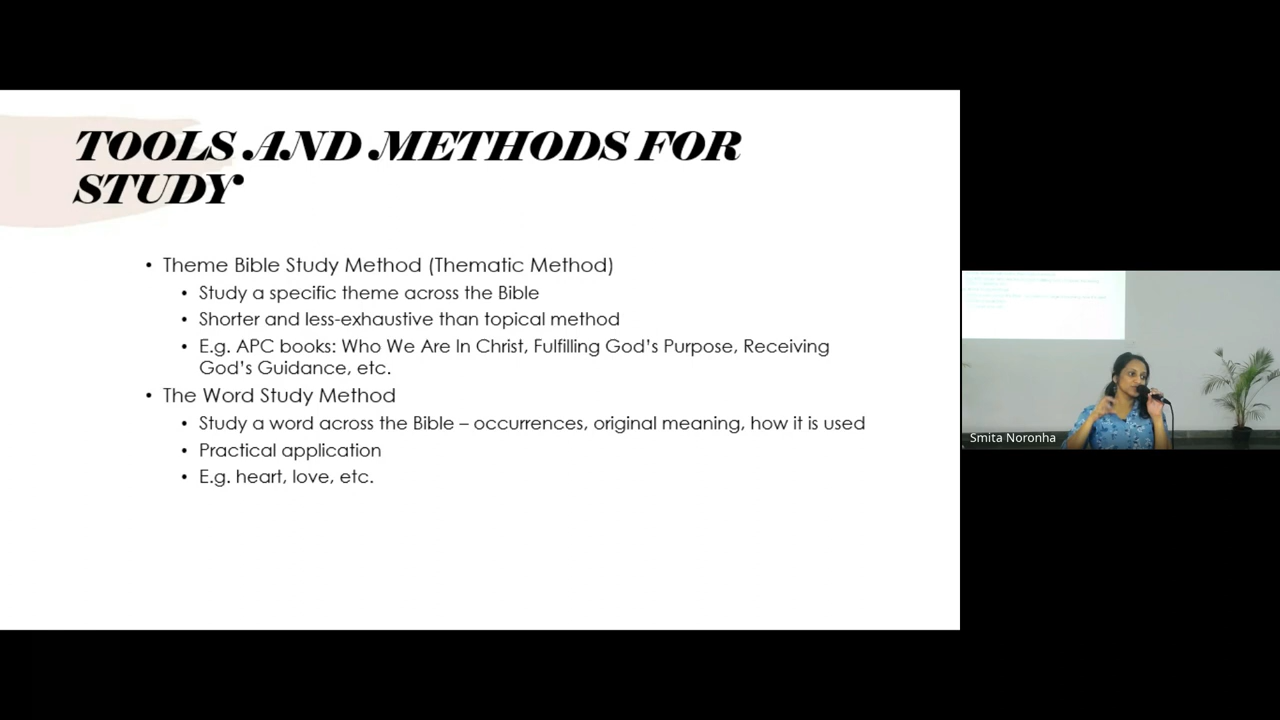 TOOLS AND METHODS FOR
STUDY
• Theme Bible Study Method (Thematic Method)
• Study a specific theme across the Bible
• Shorter and less-exhaustive than topical method
• E.g. APC books: Who We Are In Christ, Fulfilling God's Purpose, Receiving
God's Guidance, etc.
• The Word Study Method
• Study a word across the Bible – occurrences, original meaning, how it is used
• Practical application
• E.g. heart, love, etc.
Smita Noronha